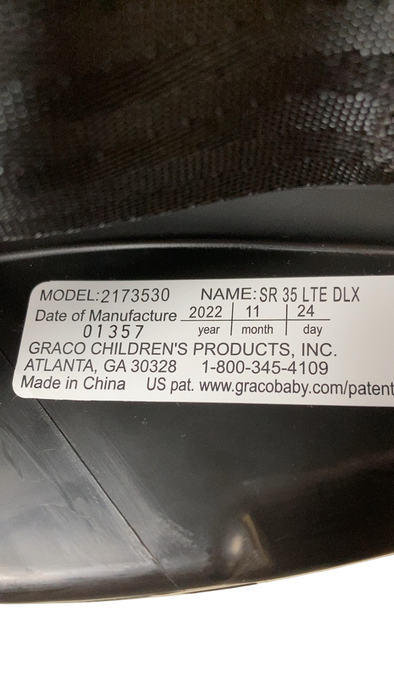 MODEL:2173530 NAME:SR 35 LTE DLX
Date of Manufacture 2022 | 11 | 24
01357 year | month | day
GRACO CHILDREN'S PRODUCTS, INC.
ATLANTA, GA 30328 1-800-345-4109
Made in China US pat. www.gracobaby.com/patent